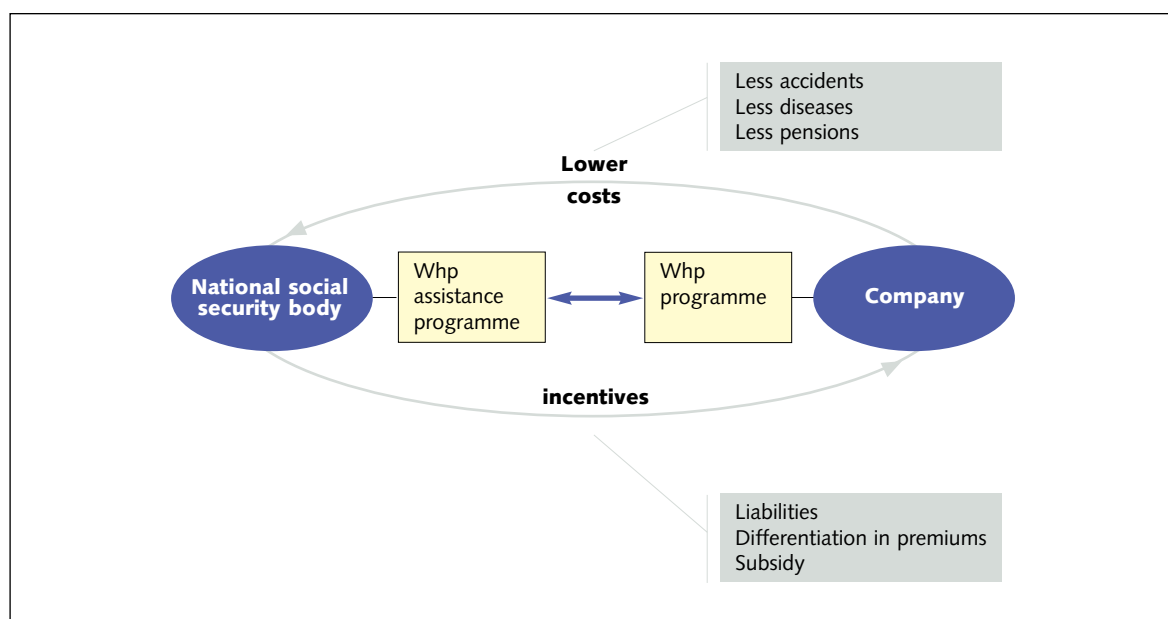 Less accidents
Less diseases
Less pensions
Lower
costs
National social
security body
Whp
assistance
programme
Whp
programme
Company
incentives
Liabilities
Differentiation in premiums
Subsidy